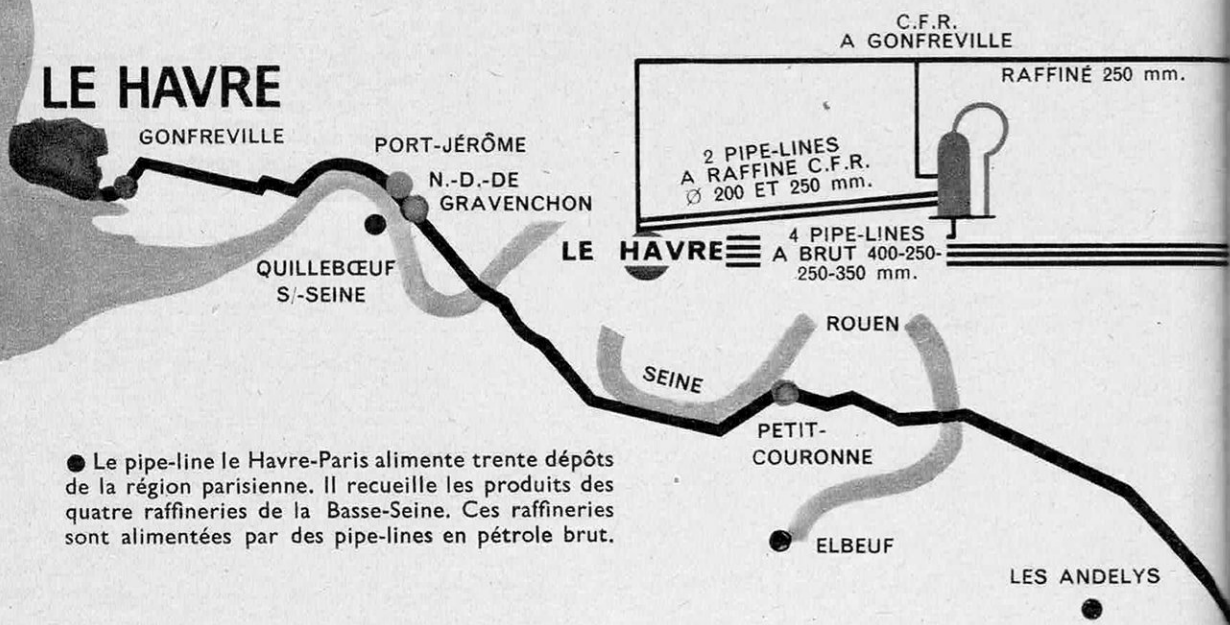 C.F.R.
A GONFREVILLE
RAFFINÉ 250 mm.
LE HAVRE
GONFREVILLE
PORT-JÉRÔME
N.-D.-DE
GRAVENCHON
2 PIPE-LINES
A RAFFINE C.F.R.
Ø 200 ET 250 mm.
LE HAVRE
4 PIPE-LINES
A BRUT 400-250-
250-350 mm.
QUILLEBŒUF
S/-SEINE
ROUEN
SEINE
PETIT-
COURONNE
● Le pipe-line le Havre-Paris alimente trente dépôts
de la région parisienne. Il recueille les produits des
quatre raffineries de la Basse-Seine. Ces raffineries
sont alimentées par des pipe-lines en pétrole brut.
ELBEUF
LES ANDELYS